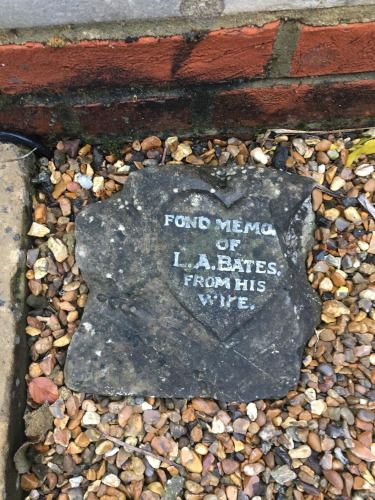 FOND MEMO.
OF
L.A. BATES.
FROM HIS
WIFE.